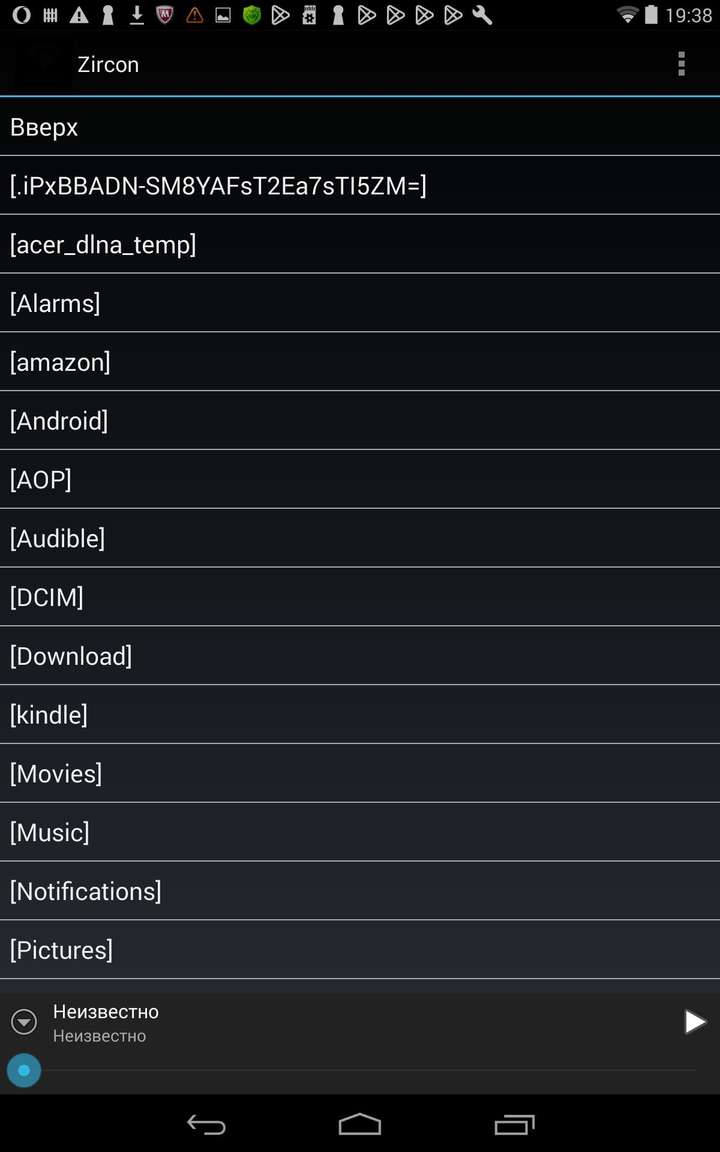 19:38
Zircon
Вверх
[.iPxBBADN-SM8YAFsT2Ea7sTI5ZM=]
[acer_dlna_temp]
[Alarms]
[amazon]
[Android]
[AOP]
[Audible]
[DCIM]
[Download]
[kindle]
[Movies]
[Music]
[Notifications]
[Pictures]
Неизвестно
Неизвестно